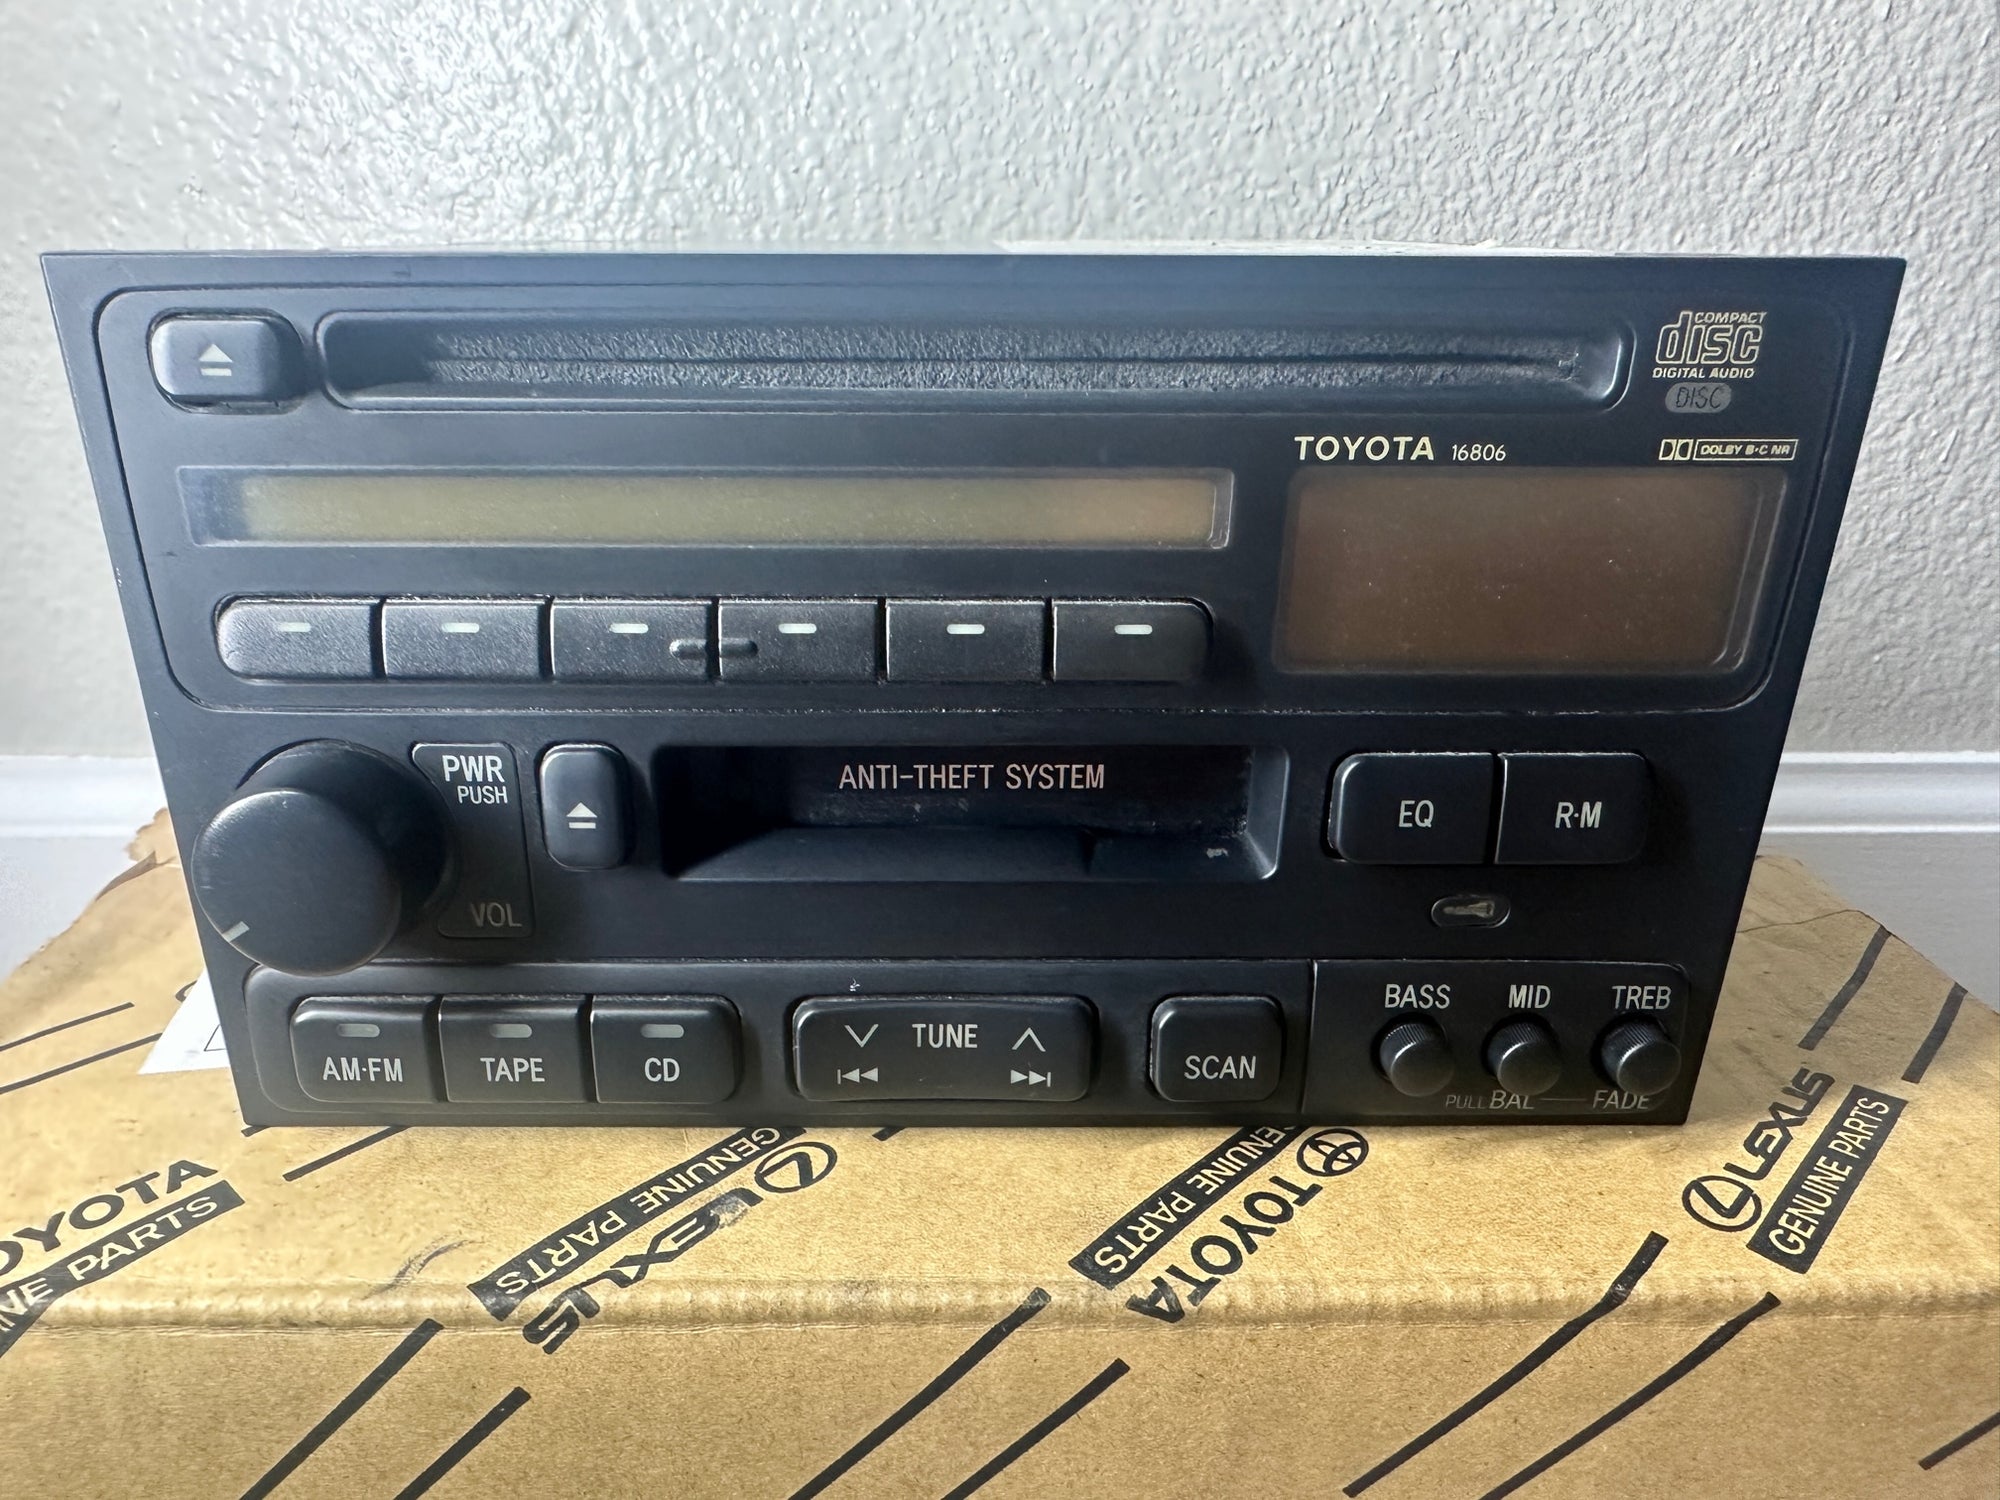 COMPACT
disc
DIGITAL AUDIO
DISC
TOYOTA 16806
DOLBY B·C NR
PWR
PUSH
VOL
ANTI-THEFT SYSTEM
EQ
R·M
AM·FM
TAPE
CD
TUNE
SCAN
BASS
MID
TREB
PULL BAL
FADE
TOYOTA
GENUINE PARTS
LEXUS
GENUINE PARTS
TOYOTA
GENUINE PARTS
LEXUS
PARTS